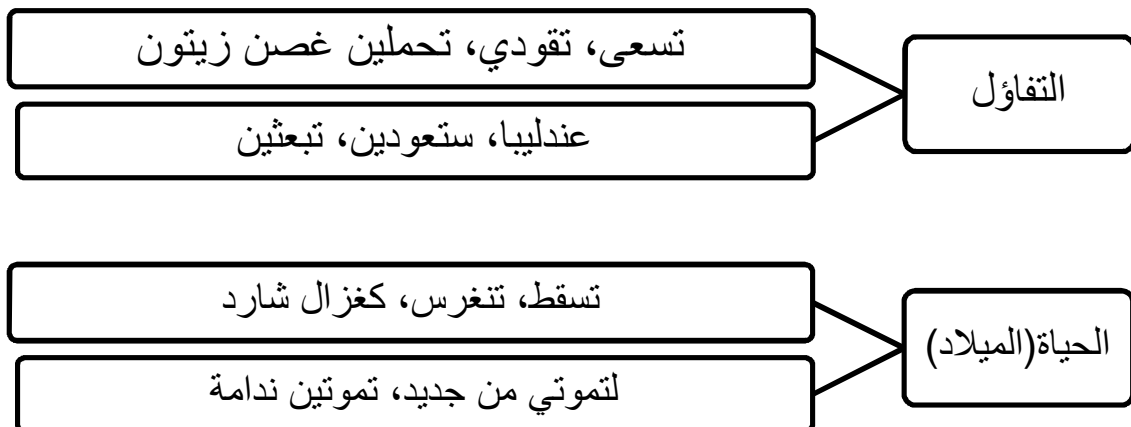 تسعى، تقودي، تحملين غصن زيتون
التفاؤل
عندليبا، ستعودين، تبعثين
تسقط، تنغرس، كغزال شارد
الحياة(الميلاد)
لتموتي من جديد، تموتين ندامة